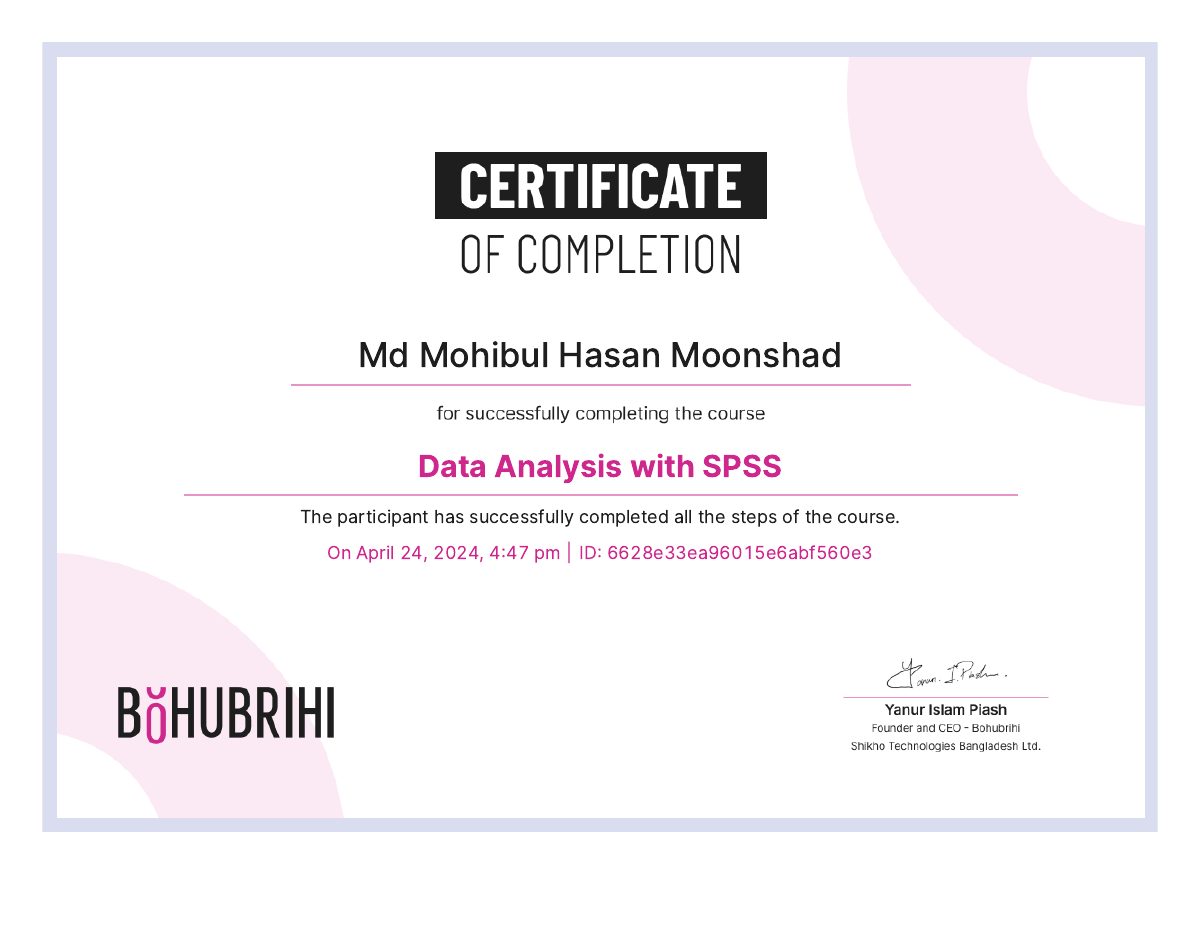 CERTIFICATE
OF COMPLETION
Md Mohibul Hasan Moonshad
for successfully completing the course
Data Analysis with SPSS
The participant has successfully completed all the steps of the course.
On April 24, 2024, 4:47 pm | ID: 6628e33ea96015e6abf560e3
BOHUBRIHI
Yanur I.Piash.
Yanur Islam Piash
Founder and CEO - Bohubrihi
Shikho Technologies Bangladesh Ltd.